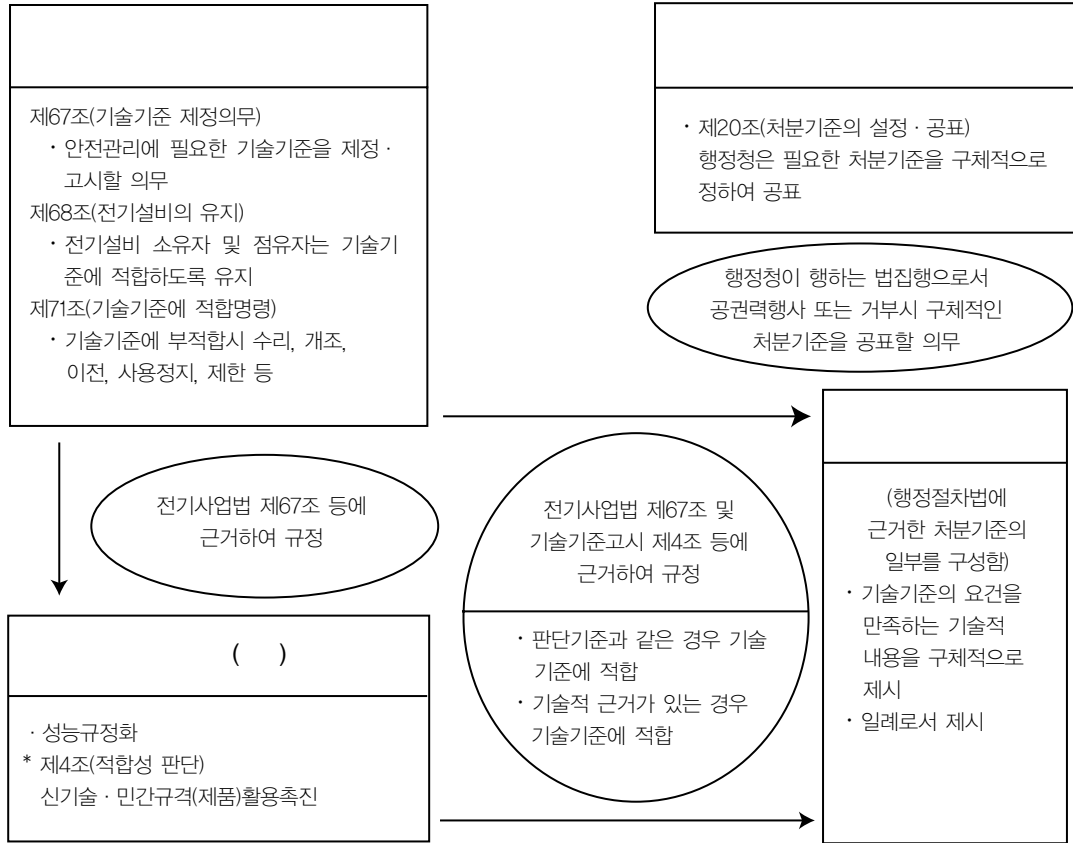 제67조(기술기준 제정의무)
· 안전관리에 필요한 기술기준을 제정 ·
고시할 의무
제68조(전기설비의 유지)
· 전기설비 소유자 및 점유자는 기술기
준에 적합하도록 유지
제71조(기술기준에 적합명령)
· 기술기준에 부적합시 수리, 개조,
이전, 사용정지, 제한 등
· 제20조(처분기준의 설정 · 공표)
행정청은 필요한 처분기준을 구체적으로
정하여 공표
행정청이 행하는 법집행으로서
공권력행사 또는 거부시 구체적인
처분기준을 공표할 의무
전기사업법 제67조 등에
근거하여 규정
전기사업법 제67조 및
기술기준고시 제4조 등에
근거하여 규정
· 판단기준과 같은 경우 기술
기준에 적합
· 기술적 근거가 있는 경우
기술기준에 적합
(행정절차법에
근거한 처분기준의
일부를 구성함)
· 기술기준의 요건을
만족하는 기술적
내용을 구체적으로
제시
· 일례로서 제시
( )
· 성능규정화
* 제4조(적합성 판단)
신기술 · 민간규격(제품)활용촉진